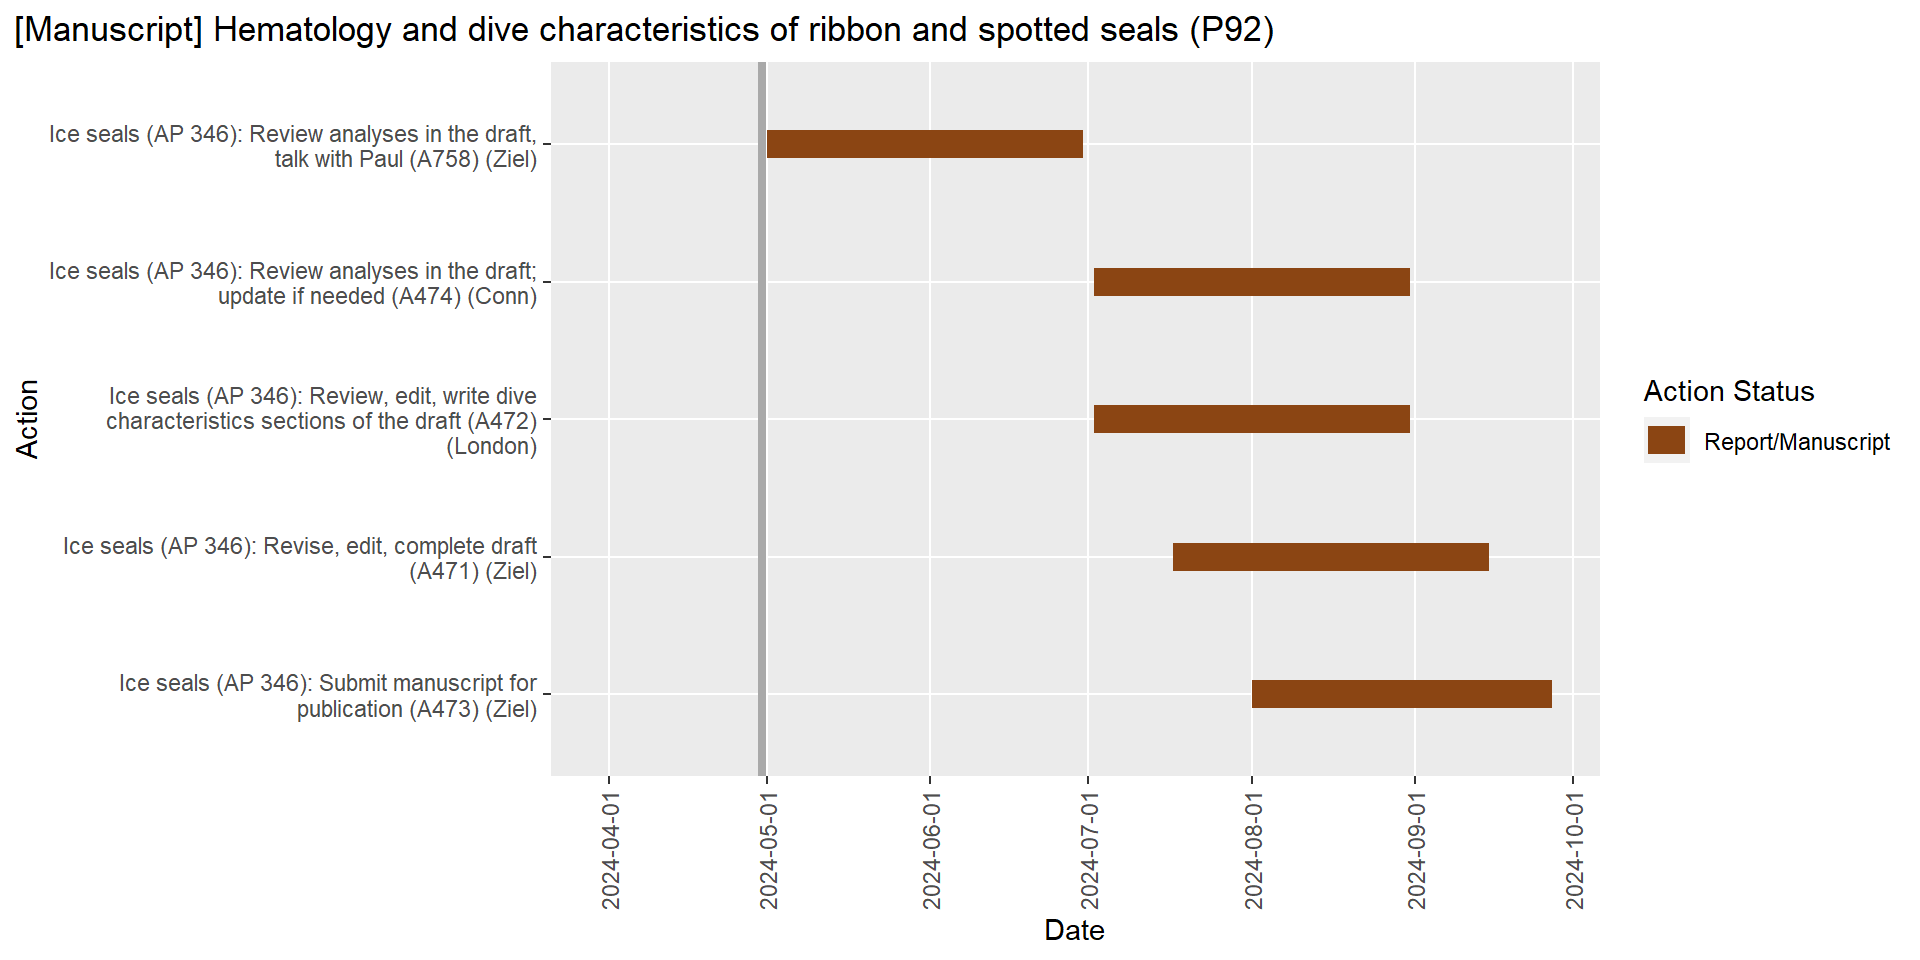 [Manuscript] Hematology and dive characteristics of ribbon and spotted seals (P92)
Ice seals (AP 346): Review analyses in the draft,
talk with Paul (A758) (Ziel)
Ice seals (AP 346): Review analyses in the draft;
update if needed (A474) (Conn)
Ice seals (AP 346): Review, edit, write dive
characteristics sections of the draft (A472)
(London)
Ice seals (AP 346): Revise, edit, complete draft
(A471) (Ziel)
Ice seals (AP 346): Submit manuscript for
publication (A473) (Ziel)
Action
2024-04-01
2024-05-01
2024-06-01
2024-07-01
2024-08-01
2024-09-01
2024-10-01
Date
Action Status
Report/Manuscript